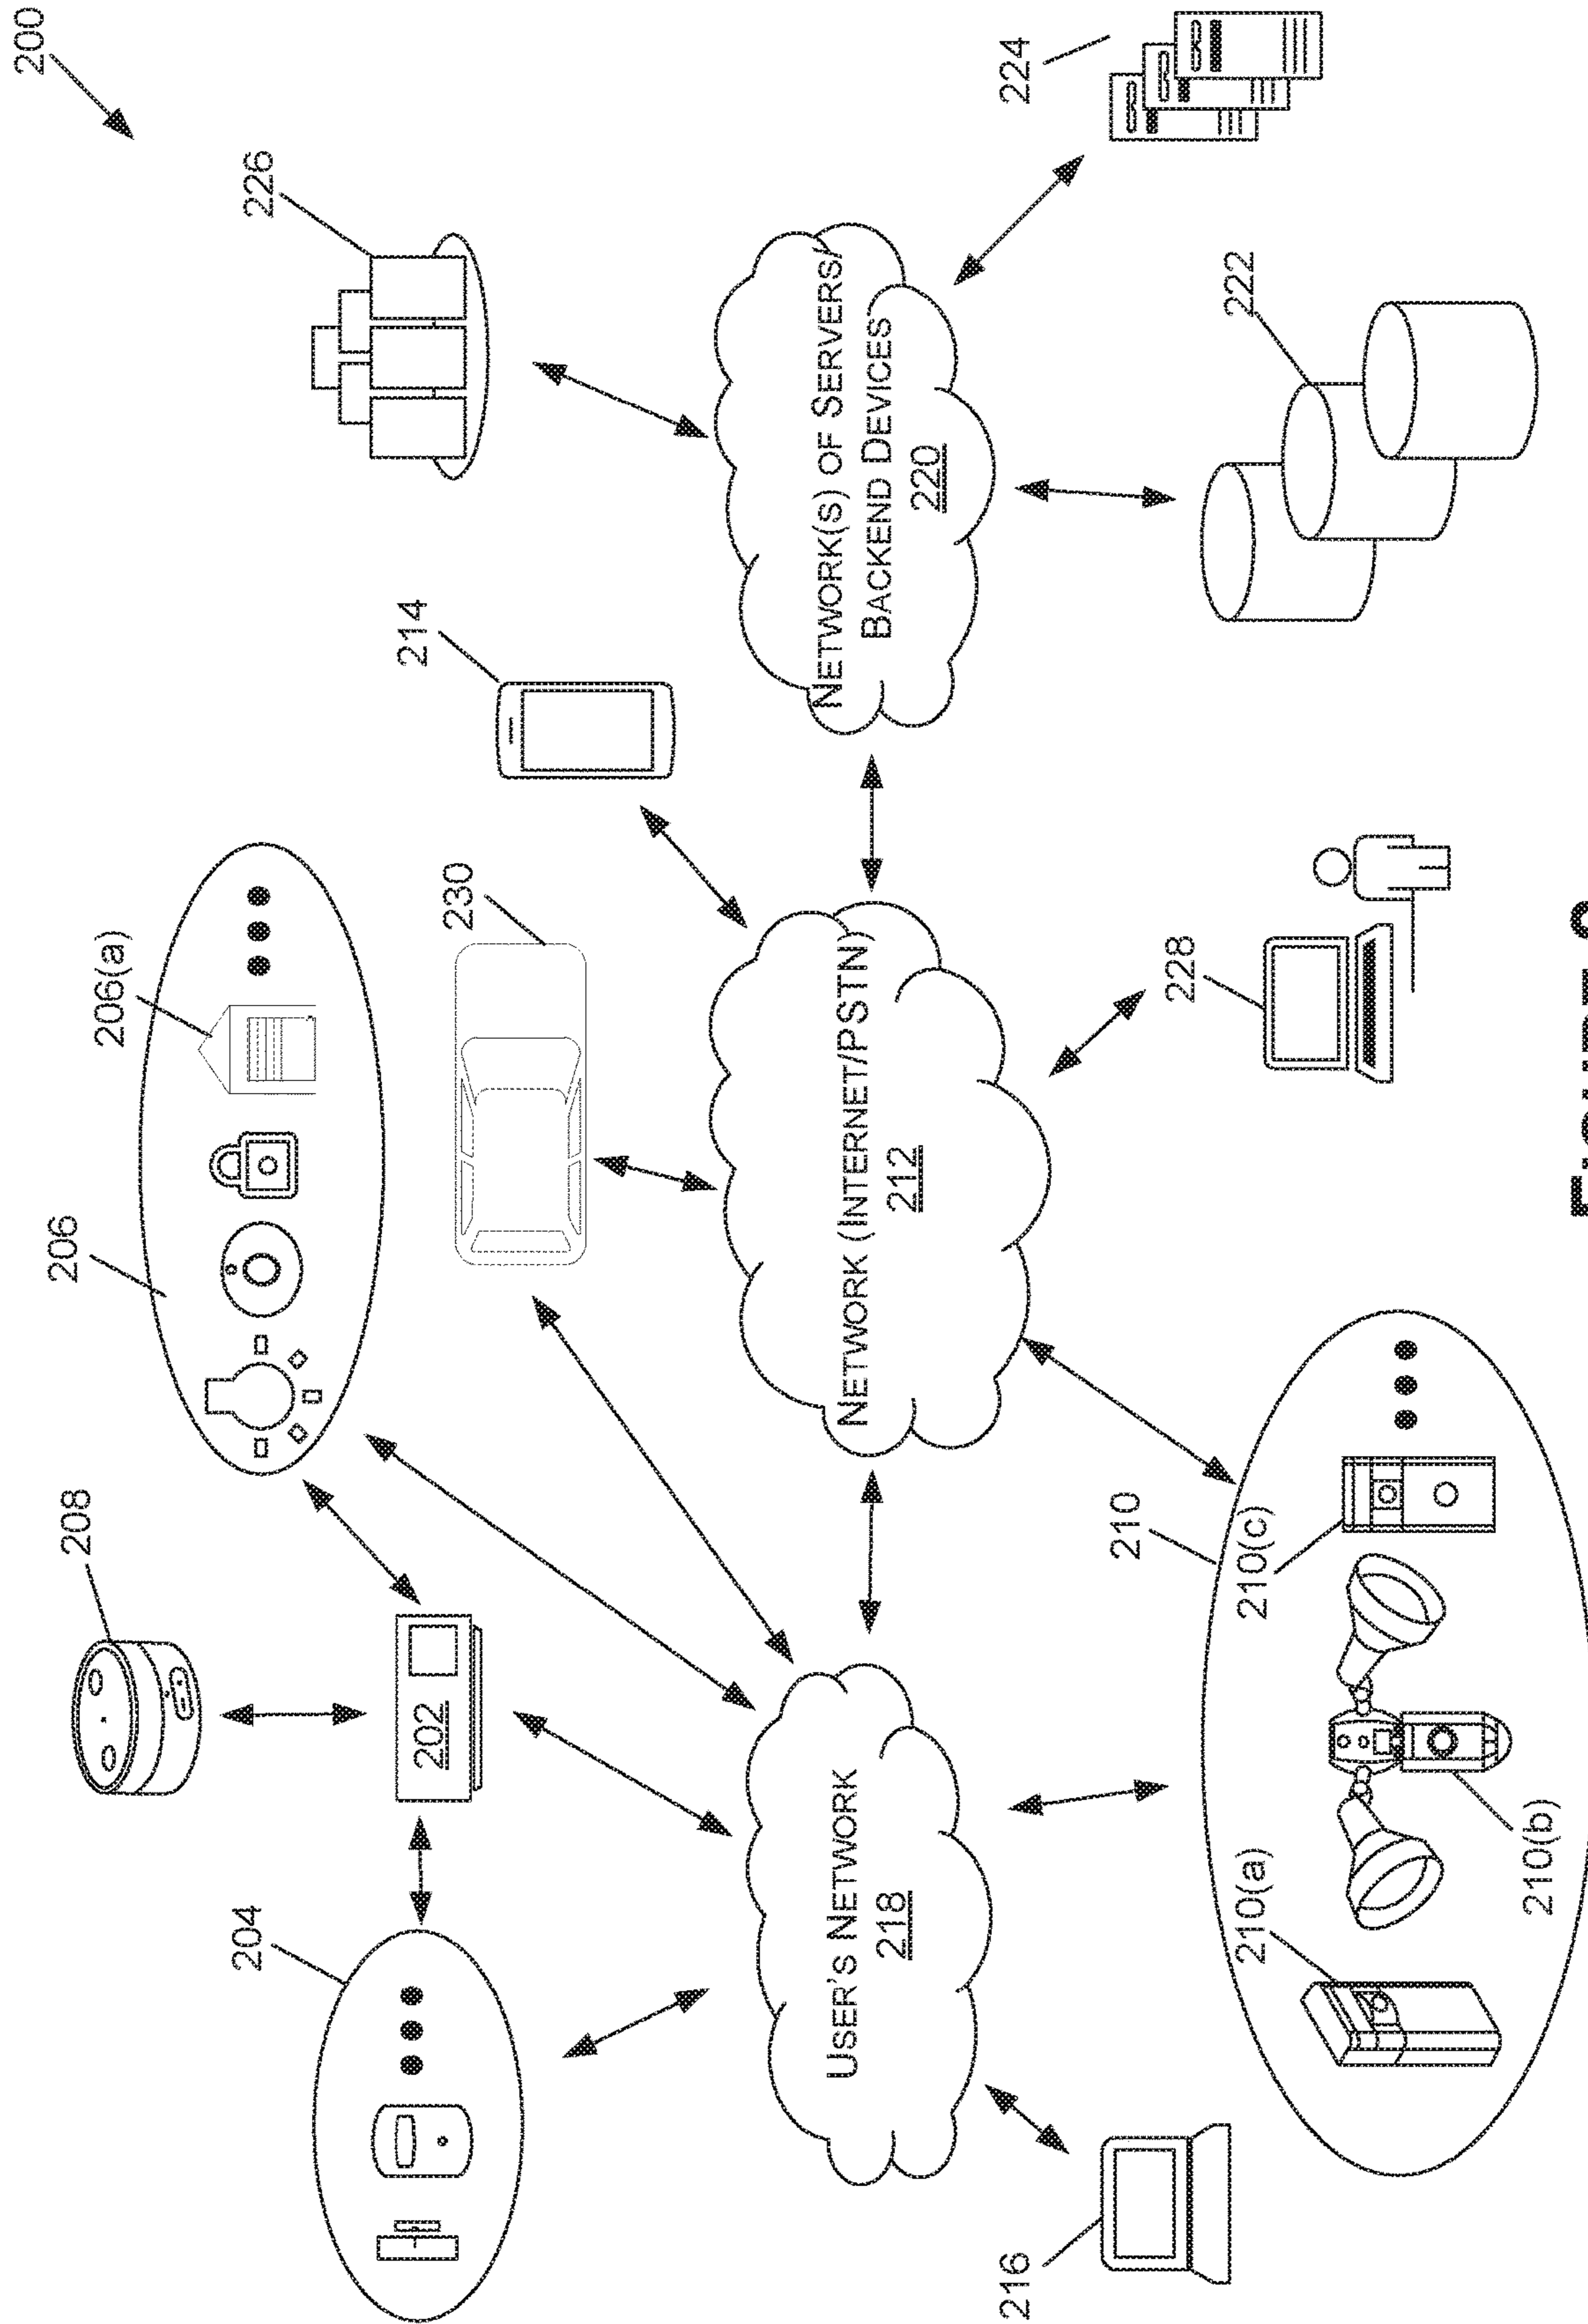 200
208
206
206(a)
204
202
226
230
214
USER'S NETWORK
218
NETWORK (INTERNET/PSTN)
212
NETWORK(S) OF SERVERS/
BACKEND DEVICES
220
224
216
210
228
222
210(a)
210(b)
210(c)